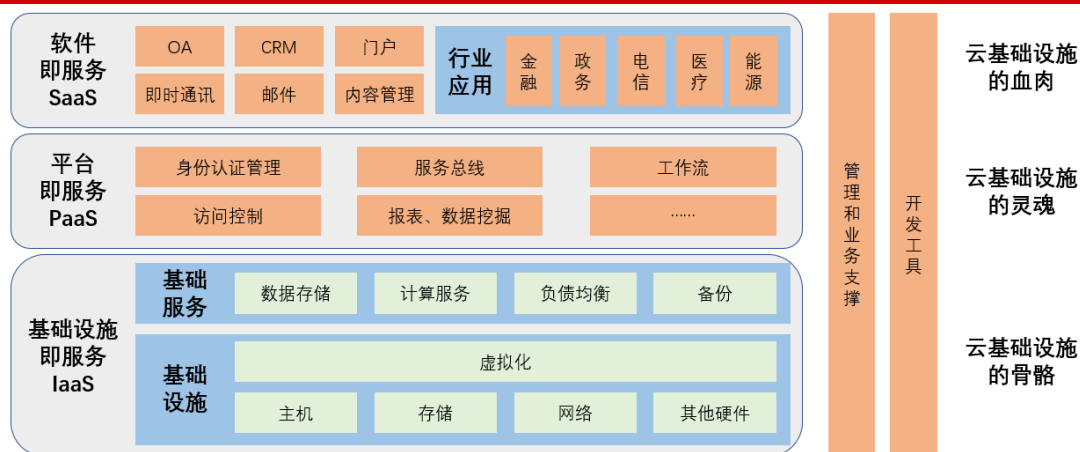 软件
即服务
SaaS
OA
CRM
门户
即时通讯
邮件
内容管理
行业
应用
金融
政务
电信
医疗
能源
云基础设施
的血肉
平台
即服务
PaaS
身份认证管理
服务总线
工作流
访问控制
报表、数据挖掘
......
云基础设施
的灵魂
管理和业务支撑
开发工具
基础设施
即服务
IaaS
基础
服务
数据存储
计算服务
负债均衡
备份
基础
设施
虚拟化
主机
存储
网络
其他硬件
云基础设施
的骨骼